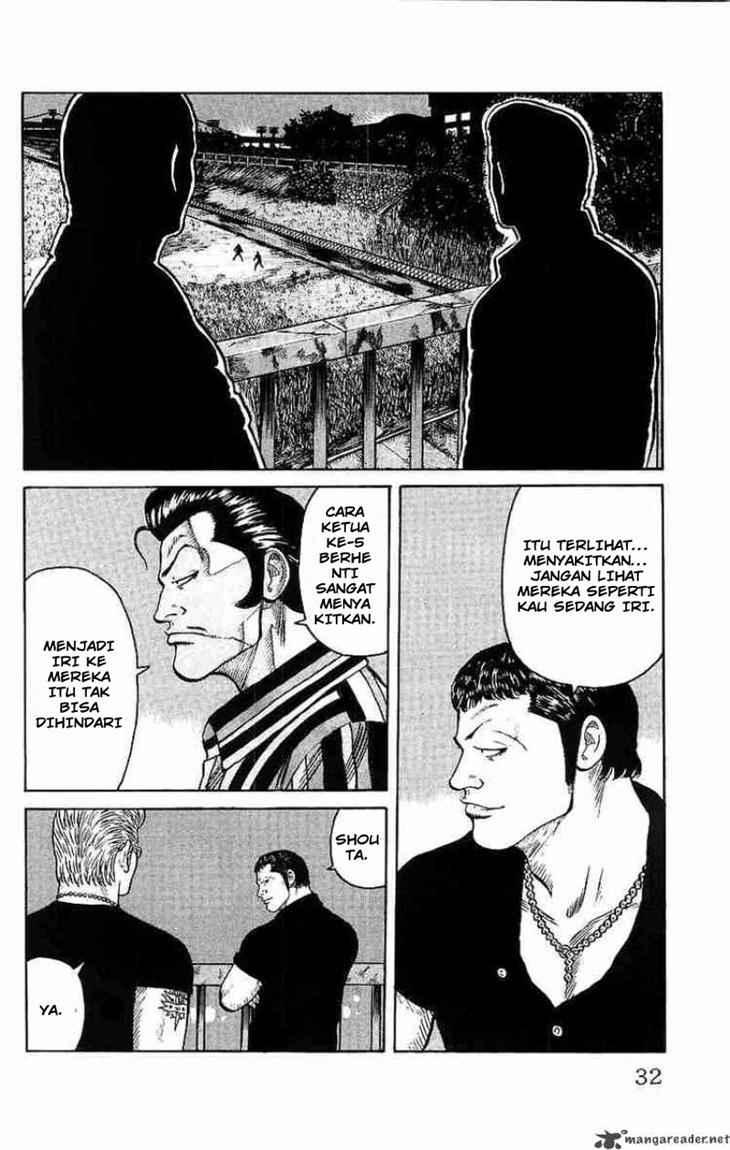 ITU TERLIHAT...
MENYAKITKAN...
JANGAN LIHAT
MEREKA SEPERTI
KAU SEDANG IRI.
CARA
KETUA
KE-5
BERHE
NTI
SANGAT
MENYA
KITKAN.
MENJADI
IRI KE
MEREKA
ITU TAK
BISA
DIHINDARI
SHOU
TA.
YA.
32
mangareader.net